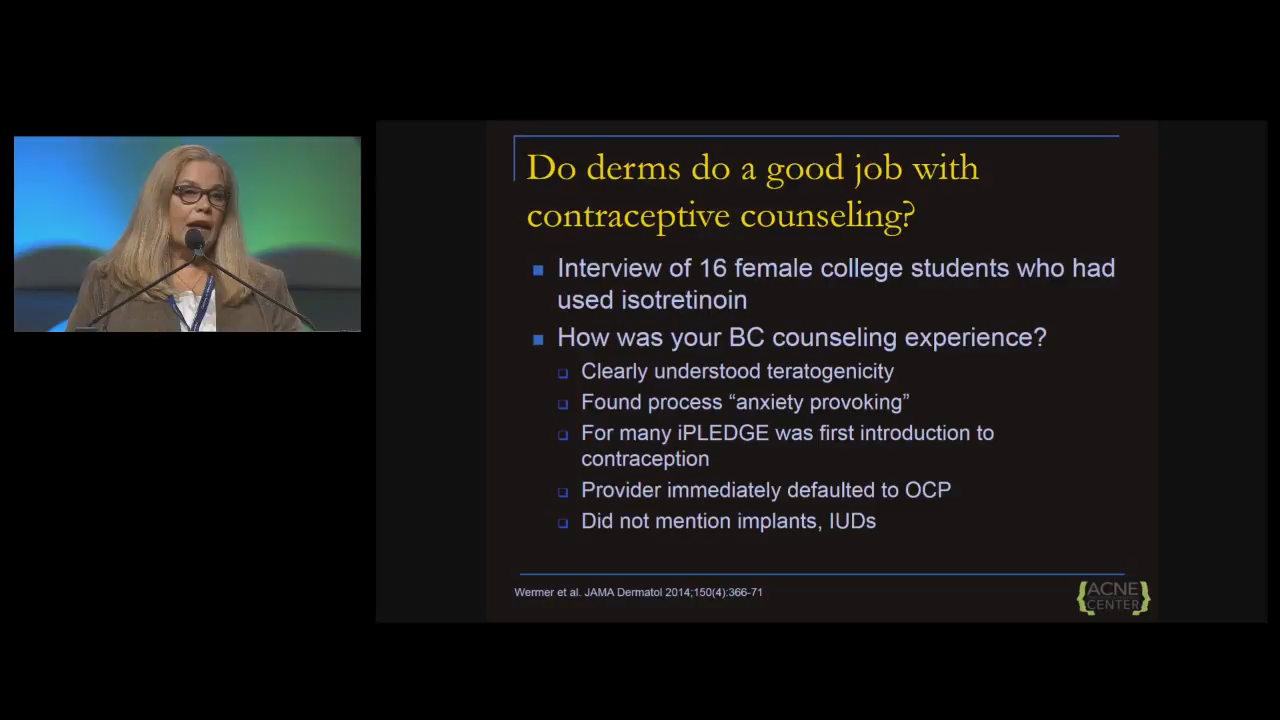 Do derms do a good job with
contraceptive counseling?
■ Interview of 16 female college students who had
used isotretinoin
■ How was your BC counseling experience?
❑ Clearly understood teratogenicity
❑ Found process “anxiety provoking”
❑ For many iPLEDGE was first introduction to
contraception
❑ Provider immediately defaulted to OCP
❑ Did not mention implants, IUDs
Wermer et al. JAMA Dermatol 2014;150(4):366-71
{ACNE
CENTER}